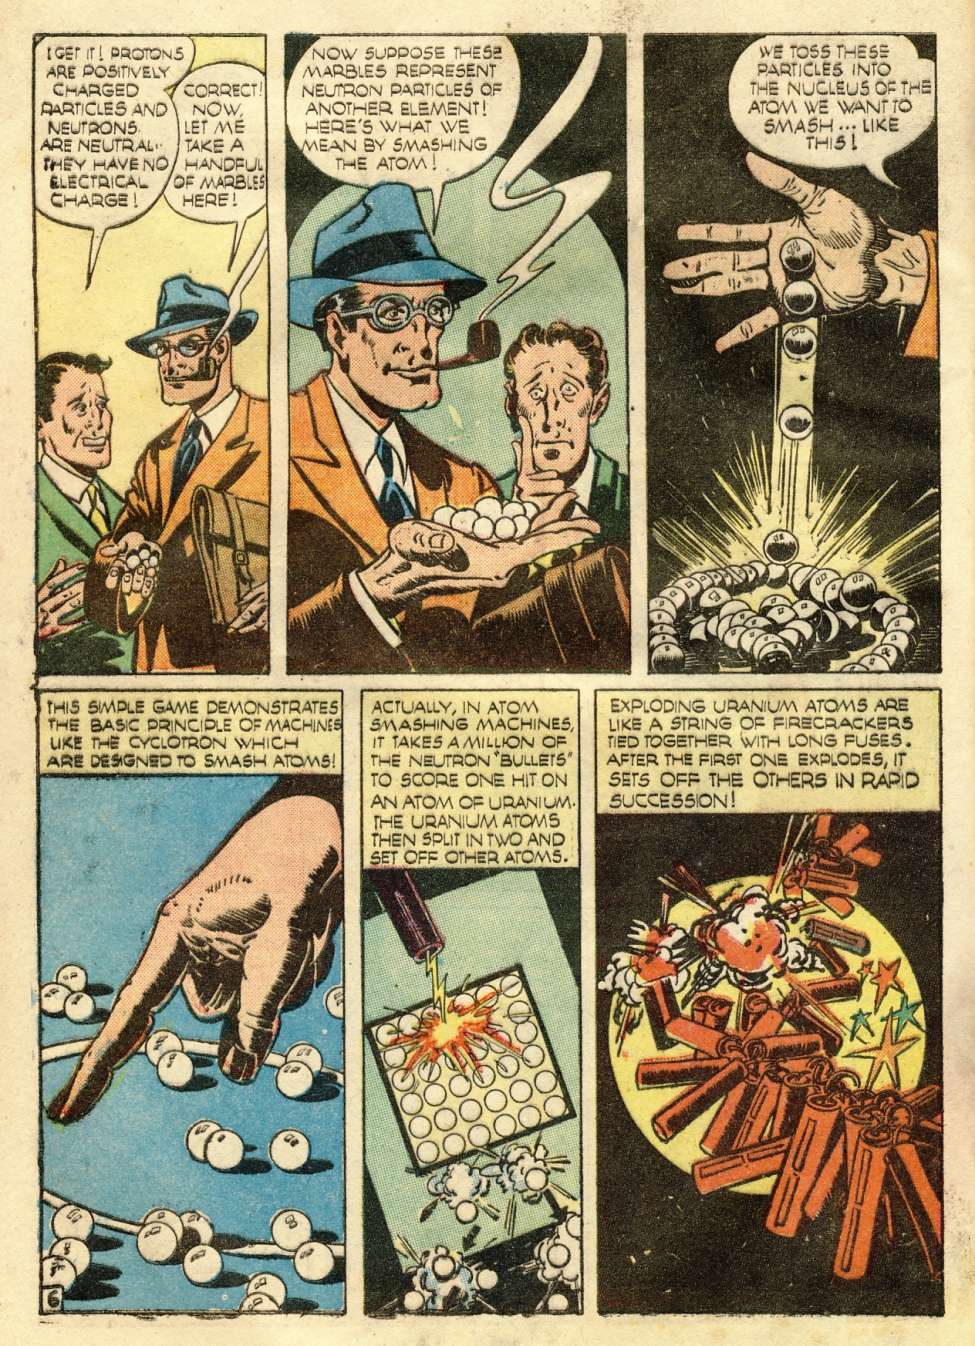 I GET IT! PROTONS
ARE POSITIVELY
CHARGED
PARTICLES AND
NEUTRONS
ARE NEUTRAL..
THEY HAVE NO
ELECTRICAL
CHARGE!
CORRECT!
NOW,
LET ME
TAKE A
HANDFUL
OF MARBLES
HERE!
NOW SUPPOSE THESE
MARBLES REPRESENT
NEUTRON PARTICLES OF
ANOTHER ELEMENT!
HERE'S WHAT WE
MEAN BY SMASHING
THE ATOM!
WE TOSS THESE
PARTICLES INTO
THE NUCLEUS OF THE
ATOM WE WANT TO
SMASH... LIKE
THIS!
THIS SIMPLE GAME DEMONSTRATES
THE BASIC PRINCIPLE OF MACHINES
LIKE THE CYCLOTRON WHICH
ARE DESIGNED TO SMASH ATOMS!
ACTUALLY, IN ATOM
SMASHING MACHINES,
IT TAKES A MILLION OF
THE NEUTRON "BULLETS"
TO SCORE ONE HIT ON
AN ATOM OF URANIUM.
THE URANIUM ATOMS
THEN SPLIT IN TWO AND
SET OFF OTHER ATOMS.
EXPLODING URANIUM ATOMS ARE
LIKE A STRING OF FIRECRACKERS
TIED TOGETHER WITH LONG FUSES.
AFTER THE FIRST ONE EXPLODES, IT
SETS OFF THE OTHERS IN RAPID
SUCCESSION!
6